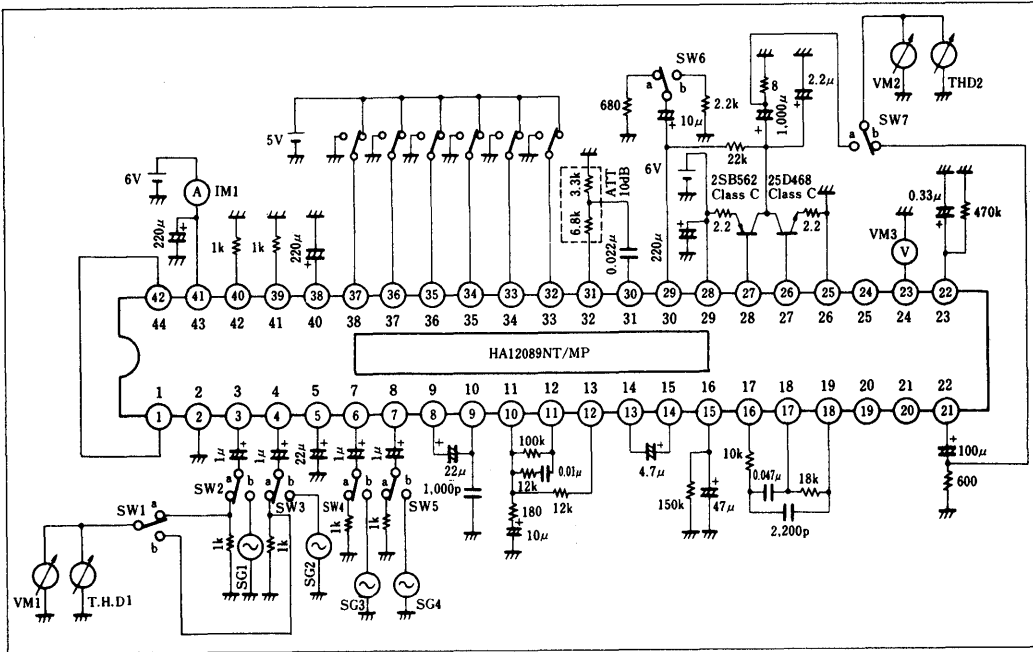 SW6
a
b
680
10μ
2.2k
8
1,000μ
2.2μ
VM2
THD2
SW7
a
b
5V
6V
A
IM1
220μ
1k
1k
220μ
3.3k
6.8k
ATT
10dB
0.022μ
22k
6V
220μ
2SB562
Class C
25D468
Class C
2.2
2.2
0.33μ
470k
VM3
V
42 41 40 39 38 37 36 35 34 33 32 31 30 29 28 27 26 25 24 23 22
44 43 42 41 40 38 37 36 35 34 33 32 31 30 29 28 27 26 25 24 23
HA12089NT/MP
1 2 3 4 5 7 8 9 10 11 12 13 14 15 16 17 18 19 20 21 22
1 2 3 4 5 6 7 8 9 10 11 12 13 14 15 16 17 18 19 20 21
1μ
1μ
22μ
1μ
1μ
22μ
1,000p
100k
12k
0.01μ
12k
180
10μ
4.7μ
150k
47μ
10k
0.047μ
18k
2,200p
100μ
600
SW1
a
b
SW2
a
b
SW3
a
b
SW4
a
b
SW5
a
b
1k
1k
1k
1k
SG1
SG2
SG3
SG4
VM1
T.H.D1